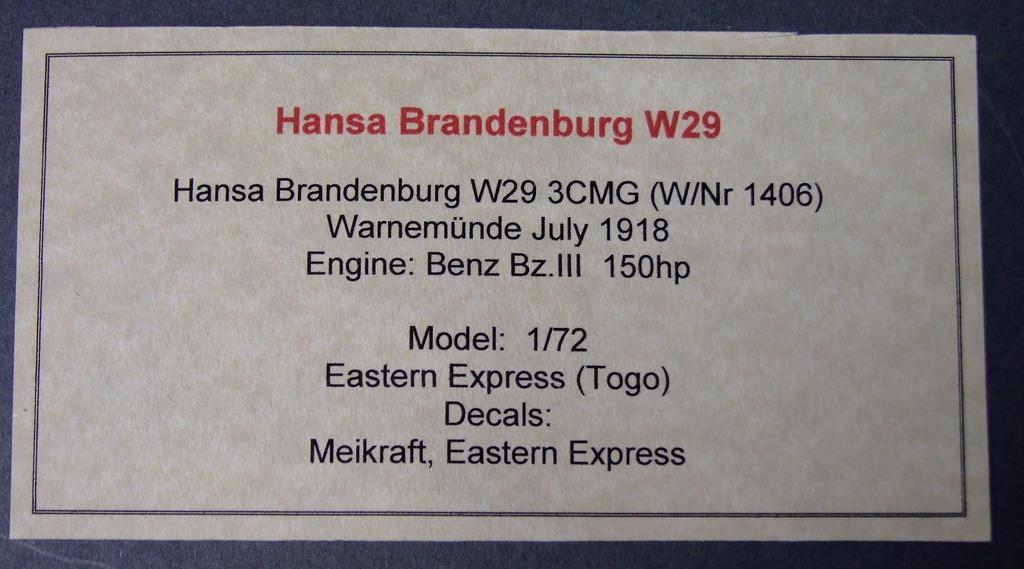 Hansa Brandenburg W29
Hansa Brandenburg W29 3CMG (W/Nr 1406)
Warnemünde July 1918
Engine: Benz Bz.III  150hp
Model:  1/72
Eastern Express (Togo)
Decals:
Meikraft, Eastern Express